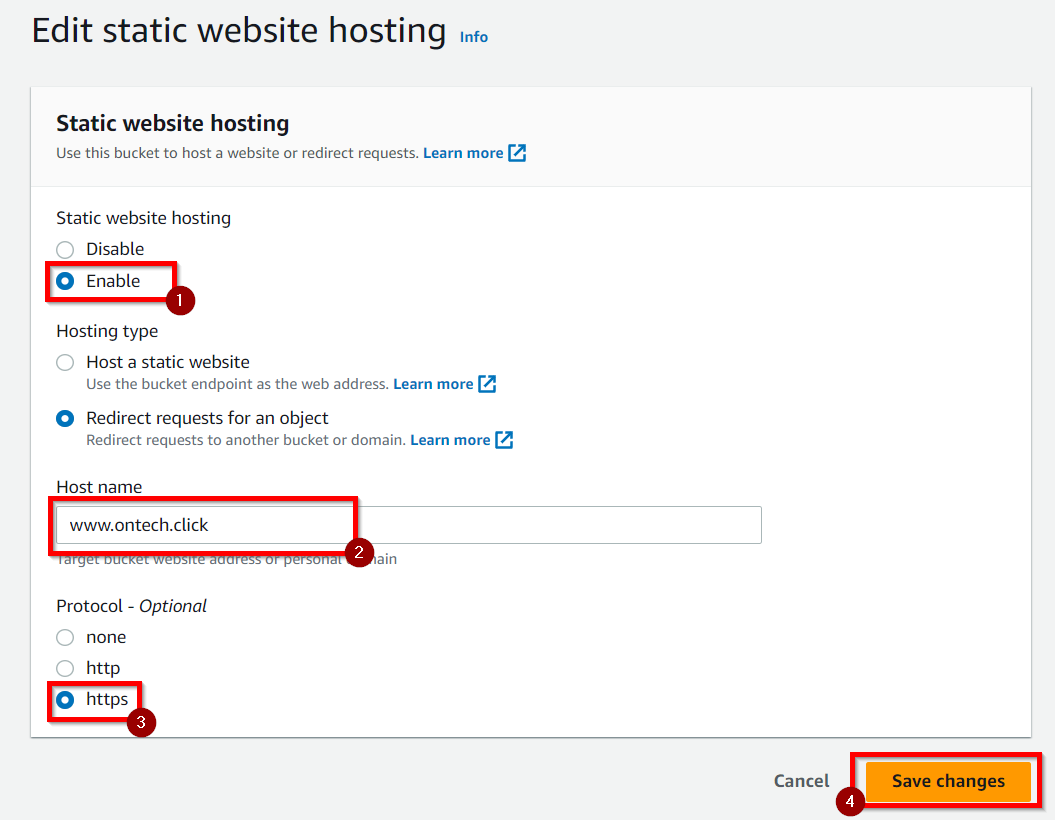 Edit static website hosting Info
Static website hosting
Use this bucket to host a website or redirect requests. Learn more
Static website hosting
Disable
Enable
1
Hosting type
Host a static website
Use the bucket endpoint as the web address. Learn more
Redirect requests for an object
Redirect requests to another bucket or domain. Learn more
Host name
www.ontech.click
2
Target bucket website address or personal domain
Protocol - Optional
none
http
https
3
Cancel
Save changes
4